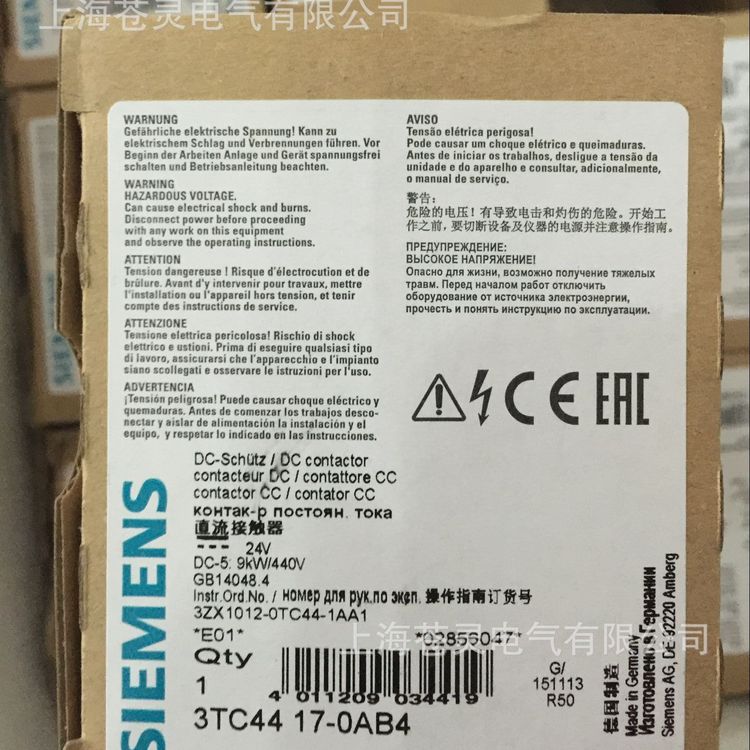 上海苍灵电气有限公司
SIEMENS
WARNUNG
Gefährliche elektrische Spannung! Kann zu
elektrischem Schlag und Verbrennungen führen. Vor
Beginn der Arbeiten Anlage und Gerät spannungsfrei
schalten und Betriebsanleitung beachten.
WARNING
HAZARDOUS VOLTAGE.
Can cause electrical shock and burns.
Disconnect power before proceeding
with any work on this equipment
and observe the operating instructions.
ATTENTION
Tension dangereuse ! Risque d'électrocution et de
brûlure. Avant d'y intervenir pour travaux, mettre
l'installation ou l'appareil hors tension, et tenir
compte des instructions de service.
ATTENZIONE
Tensione elettrica pericolosa! Rischio di shock
elettrico e ustioni. Prima di eseguire qualsiasi tipo
di lavoro, assicurarsi che l'apparecchio e l'impianto
siano scollegati e osservare le istruzioni per l'uso.
ADVERTENCIA
¡Tensión peligrosa! Puede causar choque eléctrico y
quemaduras. Antes de comenzar los trabajos desco-
nectar y aislar de alimentación la instalación y el
equipo, y respetar lo indicado en las instrucciones.
AVISO
Tensão elétrica perigosa!
Pode causar um choque elétrico e queimaduras.
Antes de iniciar os trabalhos, desligue a tensão da
unidade e do aparelho e consultar, adicionalmente,
o manual de serviço.
警告:
危险的电压!有导致电击和灼伤的危险。开始工
作之前,要切断设备及仪器的电源并注意操作指南。
ПРЕДУПРЕЖДЕНИЕ:
ВЫСОКОЕ НАПРЯЖЕНИЕ!
Опасно для жизни, возможно получение тяжелых
травм. Перед началом работ отключить
оборудование от источника электроэнергии,
прочесть и понять инструкцию по эксплуатации.
CE EAC
DC-Schütz / DC contactor
contacteur DC / contattore CC
contactor CC / contator CC
контак-р постоян. тока
直流接触器
24V
DC-5: 9kW/440V
GB14048.4
Instr.Ord.No./ номер для рук.по эксп. 操作指南订货号
3ZX1012-0TC44-1AA1
*E01* *02856047*
上海苍灵电气有限公司
Qty
1
4 011209 034419
G/
151113
R50
3TC44 17-0AB4
SIEMENS
德国制造
Made in Germany
Изготовлено в Германии
Siemens AG, DE-92220 Amberg